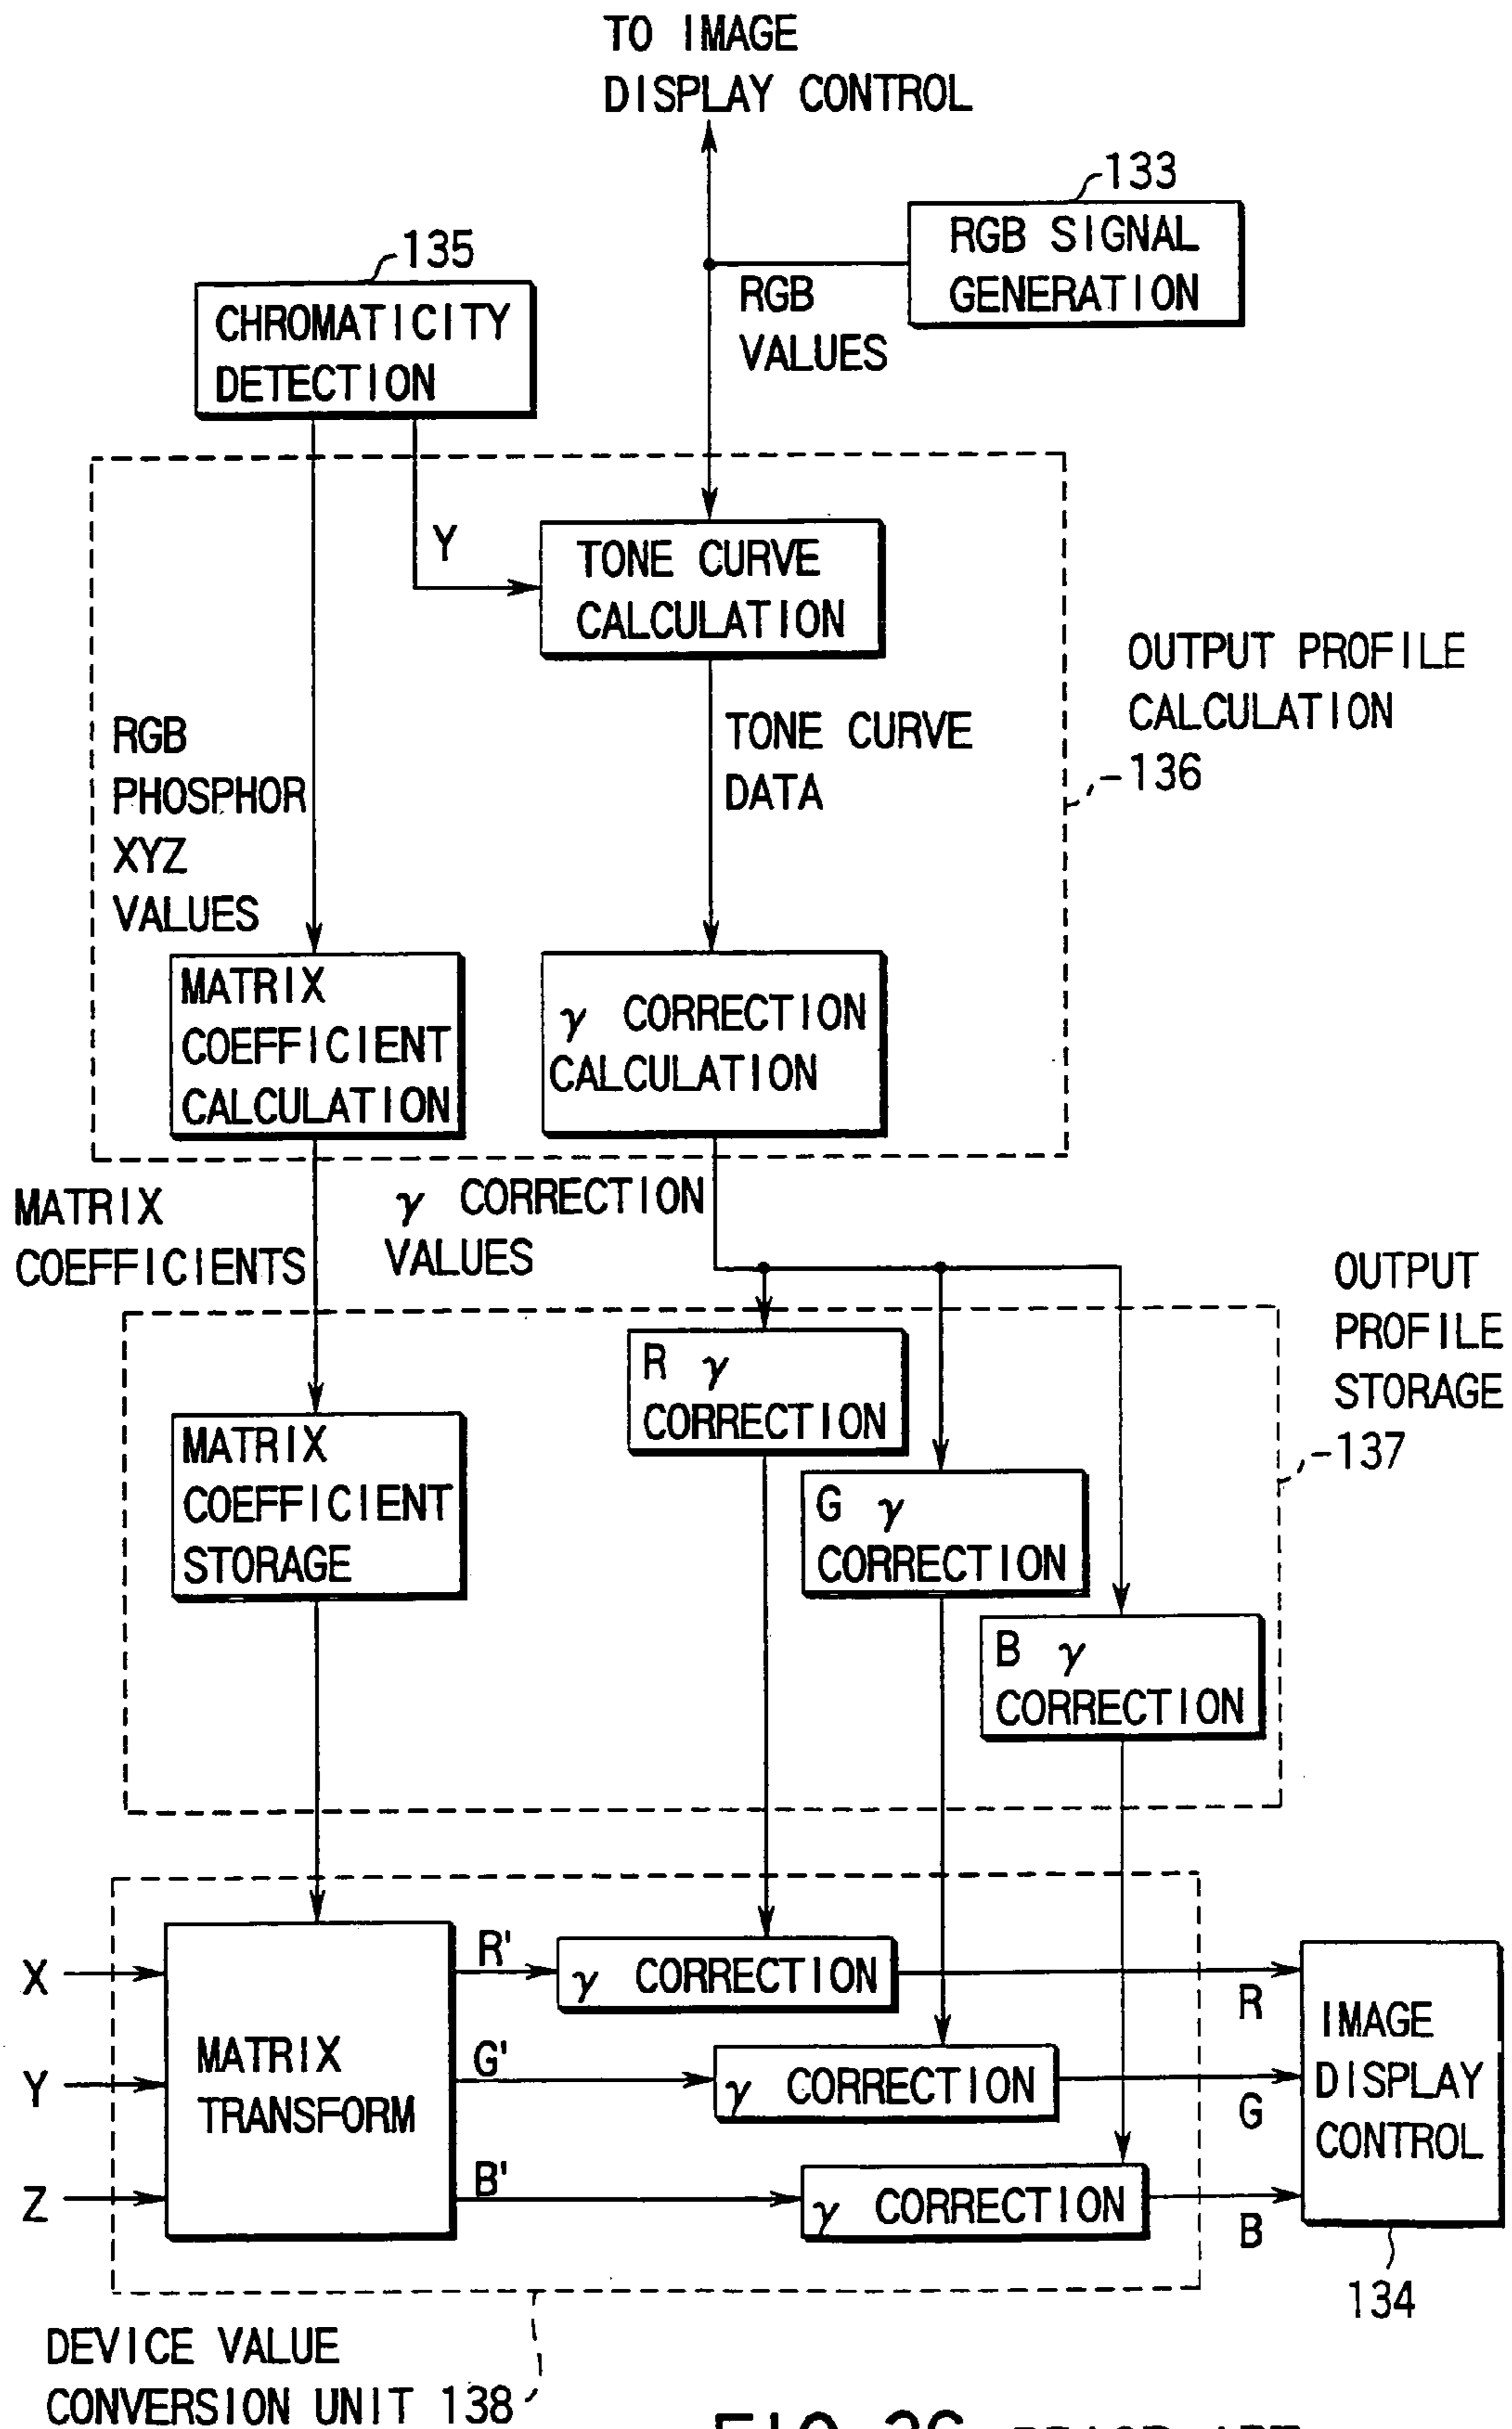 TO IMAGE
DISPLAY CONTROL
133
RGB SIGNAL
GENERATION
135
CHROMATICITY
DETECTION
RGB
VALUES
Y
TONE CURVE
CALCULATION
OUTPUT PROFILE
CALCULATION
136
RGB
PHOSPHOR
XYZ
VALUES
TONE CURVE
DATA
MATRIX
COEFFICIENT
CALCULATION
γ CORRECTION
CALCULATION
MATRIX
COEFFICIENTS
γ CORRECTION
VALUES
OUTPUT
PROFILE
STORAGE
137
R γ
CORRECTION
MATRIX
COEFFICIENT
STORAGE
G γ
CORRECTION
B γ
CORRECTION
X
Y
Z
MATRIX
TRANSFORM
R'
γ CORRECTION
R
G'
γ CORRECTION
G
B'
γ CORRECTION
B
IMAGE
DISPLAY
CONTROL
134
DEVICE VALUE
CONVERSION UNIT 138